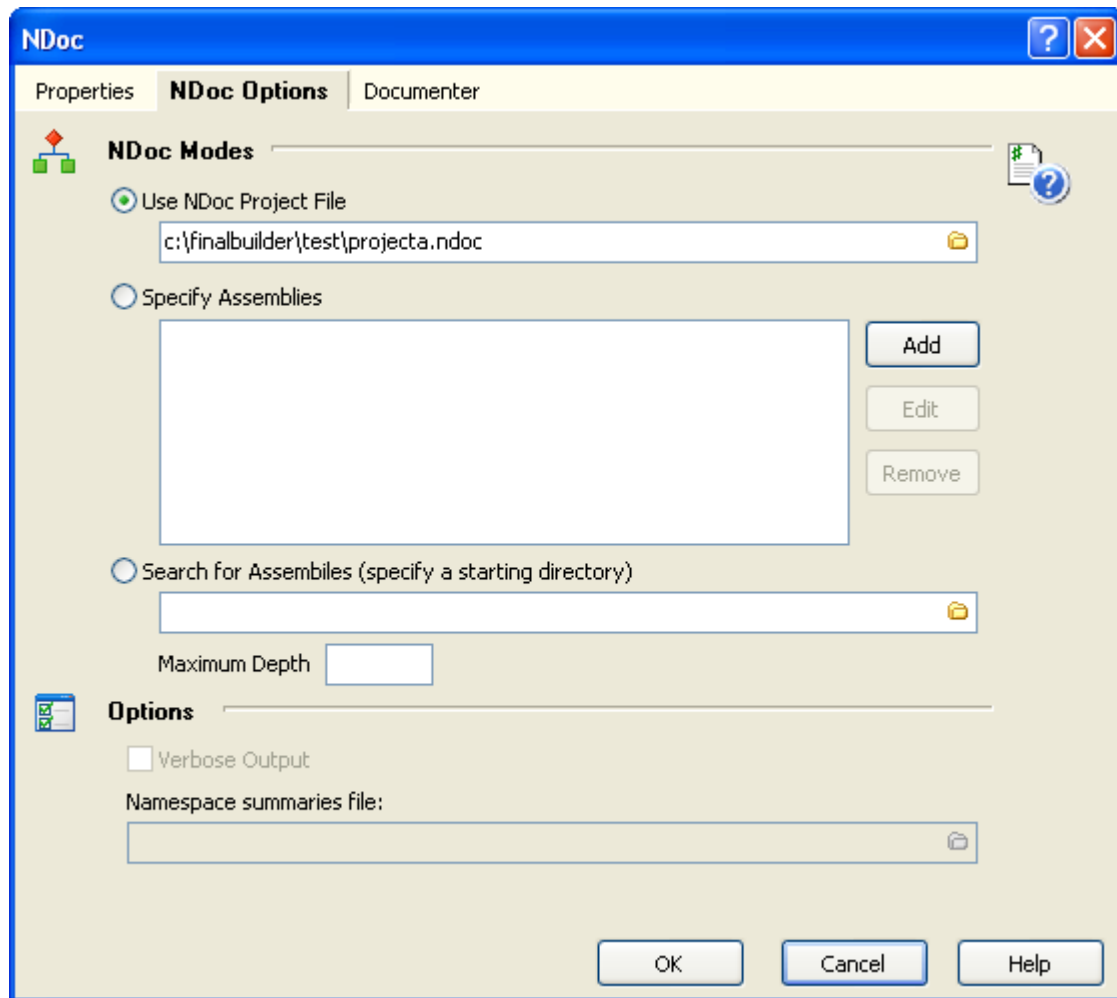 NDoc
Properties NDoc Options Documenter
NDoc Modes
Use NDoc Project File
c:\finalbuilder\test\projecta.ndoc
Specify Assemblies
Add
Edit
Remove
Search for Assembiles (specify a starting directory)
Maximum Depth
Options
Verbose Output
Namespace summaries file:
OK Cancel Help